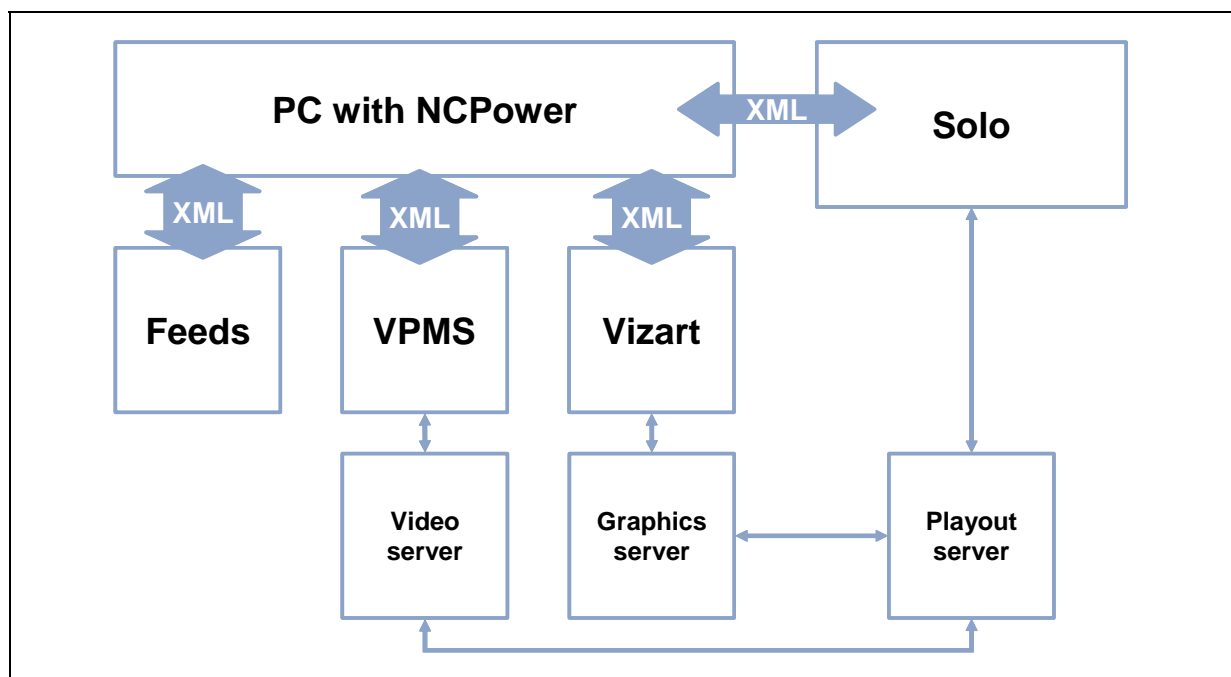 PC with NCPower
XML
Solo
XML
XML
XML
Feeds
VPMS
Vizart
Video
server
Graphics
server
Playout
server